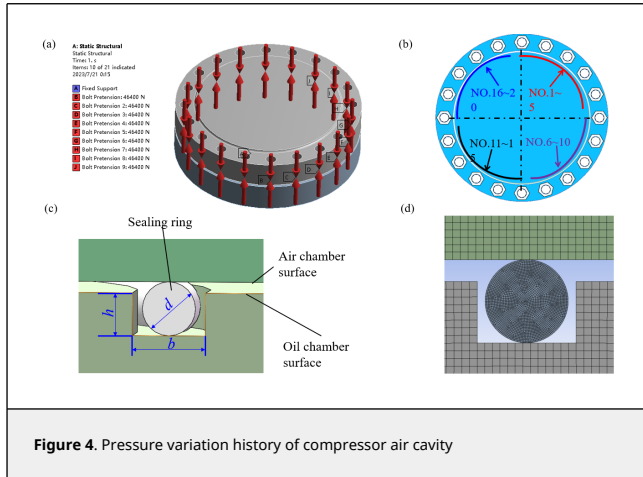 (a)
A: Static Structural
Static Structural
Time: 1. s
Items: 10 of 21 indicated
2023/7/21 0:15
A Fixed Support
B Bolt Pretension: 46400 N
C Bolt Pretension 2: 46400 N
D Bolt Pretension 3: 46400 N
E Bolt Pretension 4: 46400 N
F Bolt Pretension 5: 46400 N
G Bolt Pretension 6: 46400 N
H Bolt Pretension 7: 46400 N
I Bolt Pretension 8: 46400 N
J Bolt Pretension 9: 46400 N
(b)
NO.16~2
0
NO.1~
5
NO.11~1
NO.6~10
(c)
Sealing ring
Air chamber
surface
Oil chamber
surface
h
d
b
(d)
Figure 4. Pressure variation history of compressor air cavity